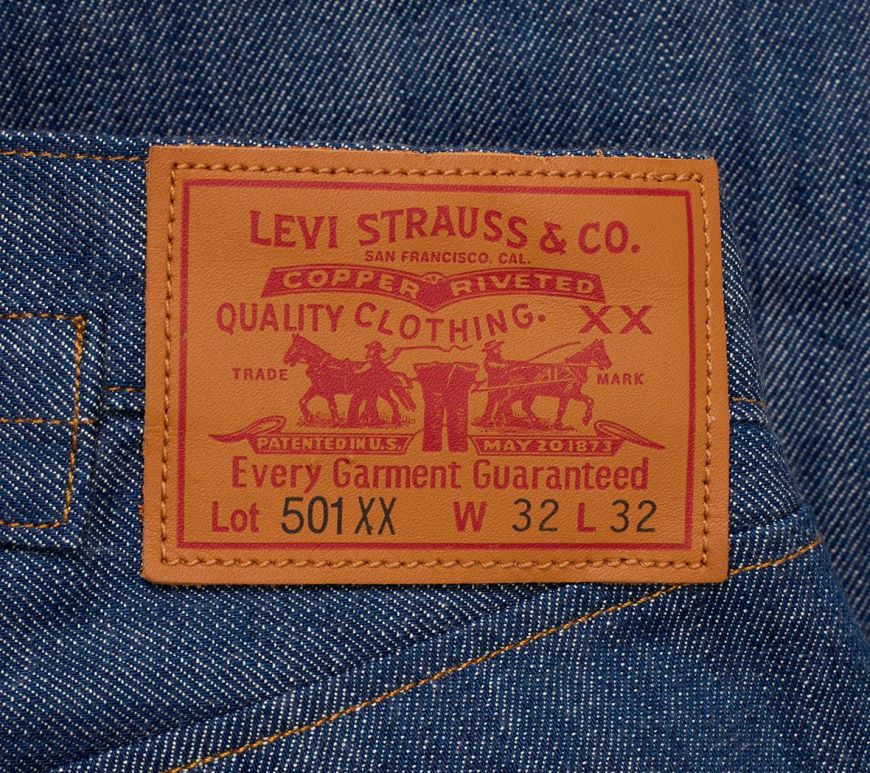 LEVI STRAUSS & CO.
SAN FRANCISCO. CAL.
COPPER RIVETED
QUALITY CLOTHING. XX
TRADE MARK
PATENTED IN U.S. MAY 20 1873
Every Garment Guaranteed
Lot 501XX W 32 L 32